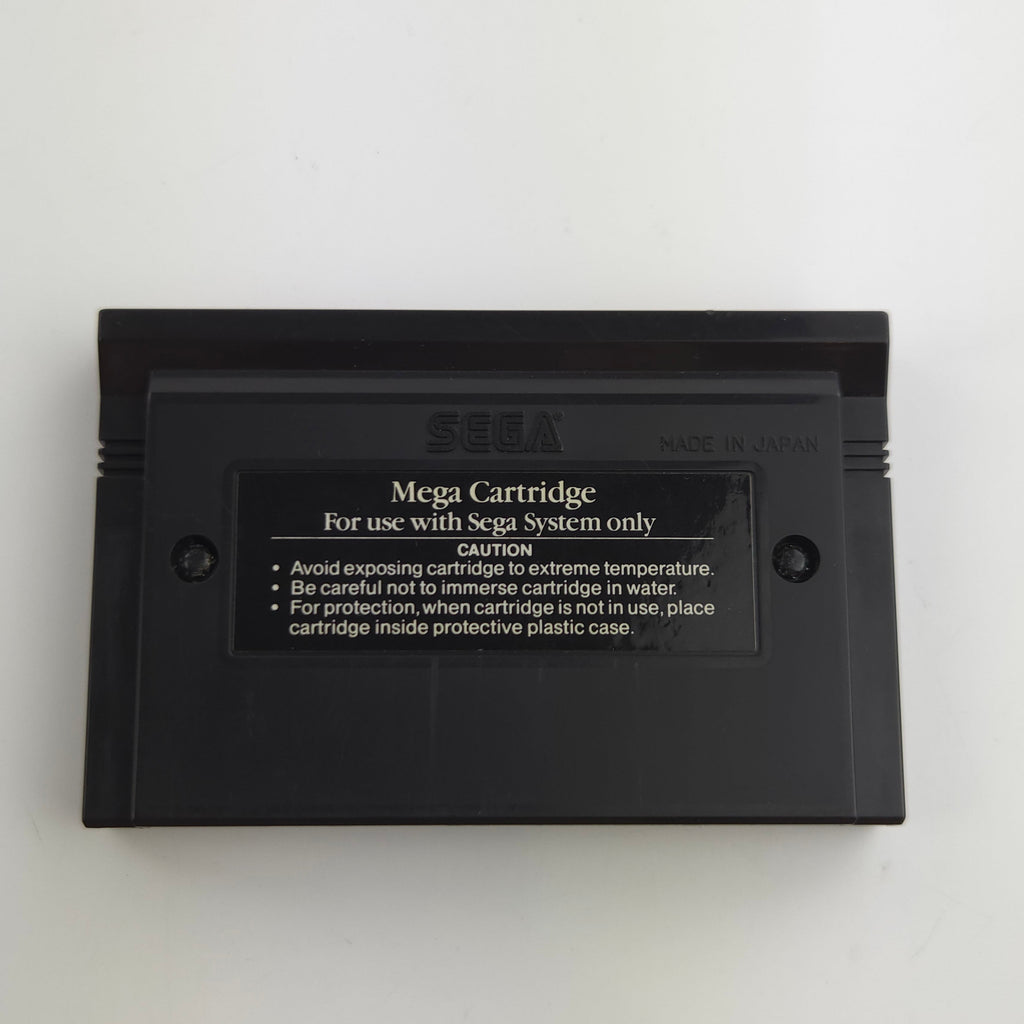 SEGA
MADE IN JAPAN
Mega Cartridge
For use with Sega System only
CAUTION
• Avoid exposing cartridge to extreme temperature.
• Be careful not to immerse cartridge in water.
• For protection, when cartridge is not in use, place
cartridge inside protective plastic case.